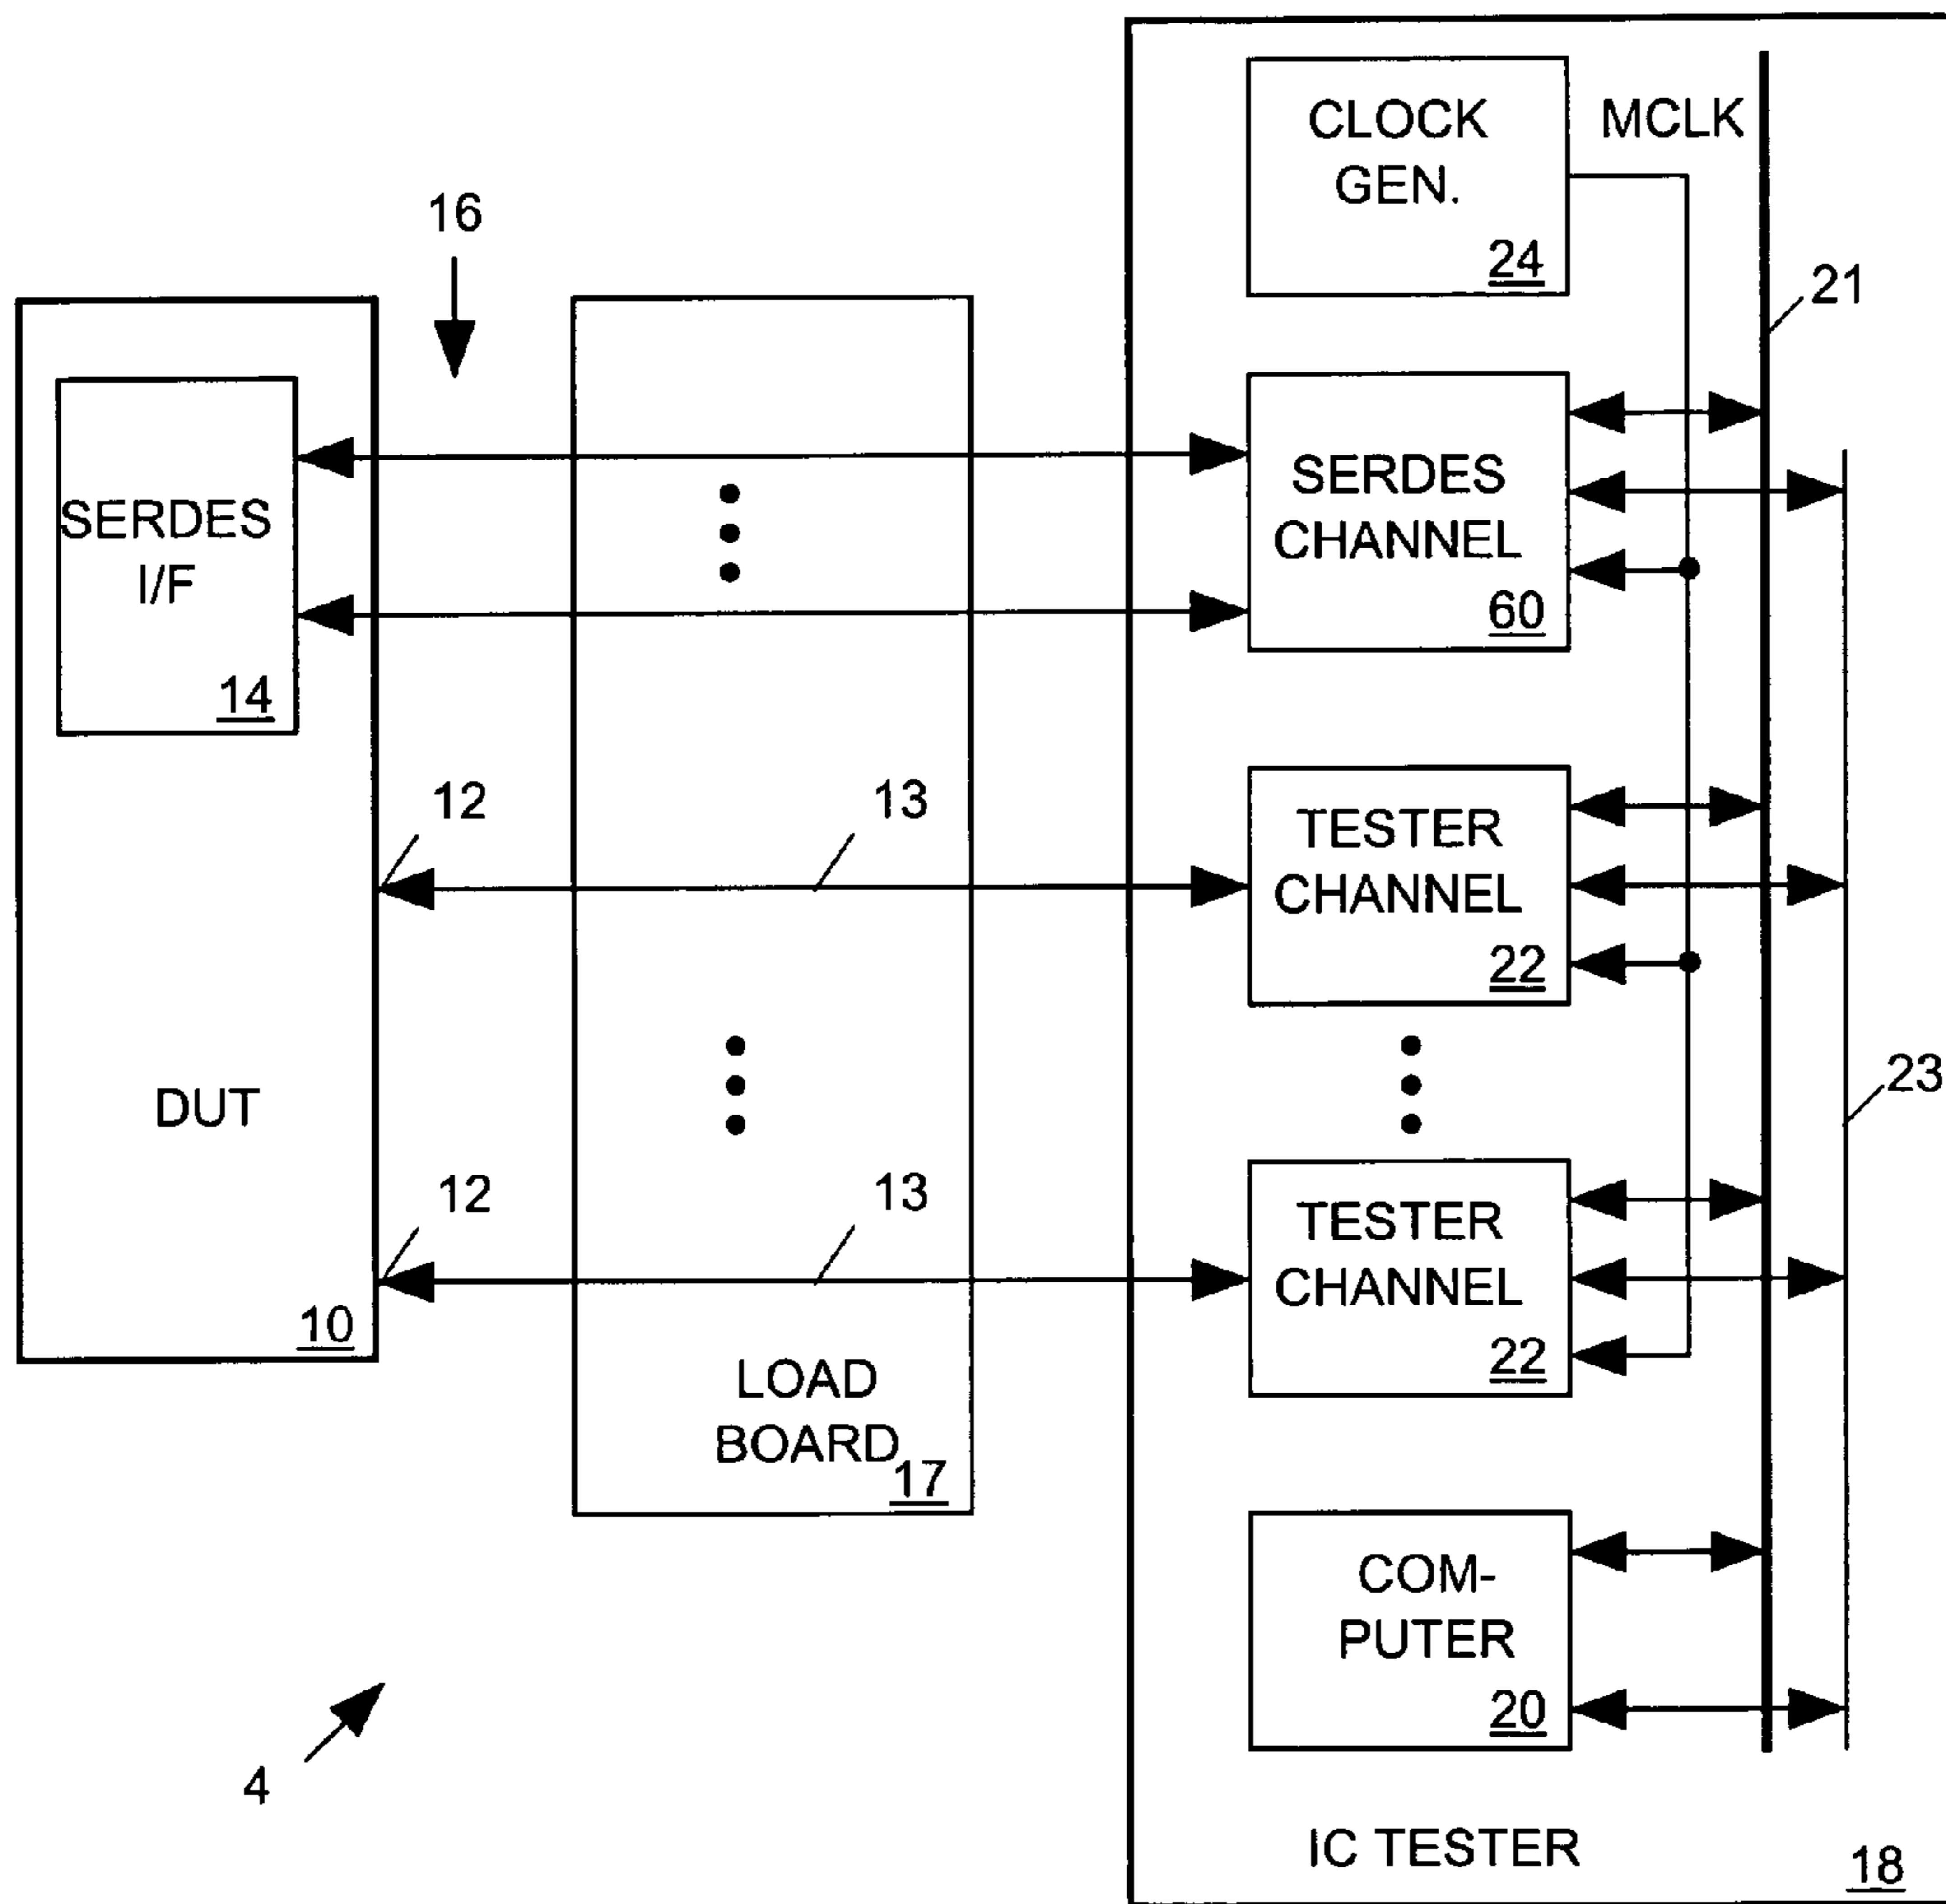 CLOCK
GEN.
24
MCLK
21
16
SERDES
I/F
14
SERDES
CHANNEL
60
12
13
TESTER
CHANNEL
22
DUT
23
12
13
TESTER
CHANNEL
22
10
LOAD
BOARD
17
COM-
PUTER
20
4
IC TESTER
18